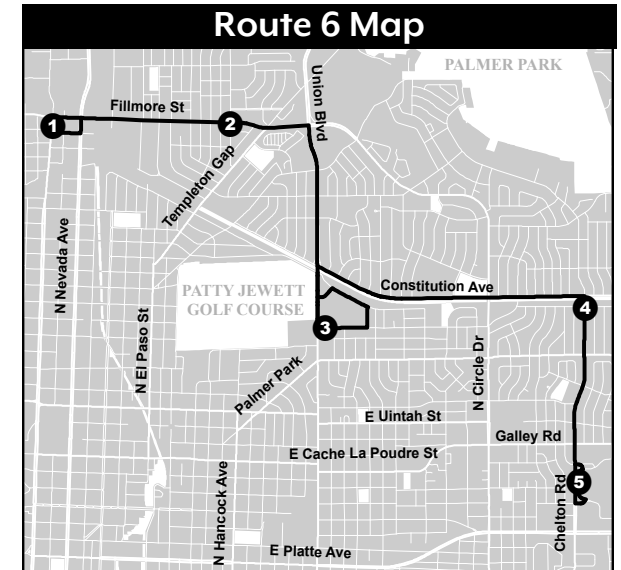 Route 6 Map
PALMER PARK
Fillmore St
Union Blvd
1
2
Templeton Gap
N Nevada Ave
PATTY JEWETT
GOLF COURSE
Constitution Ave
4
3
N El Paso St
Palmer Park
N Circle Dr
E Uintah St
Galley Rd
E Cache La Poudre St
N Hancock Ave
5
Chelton Rd
E Platte Ave